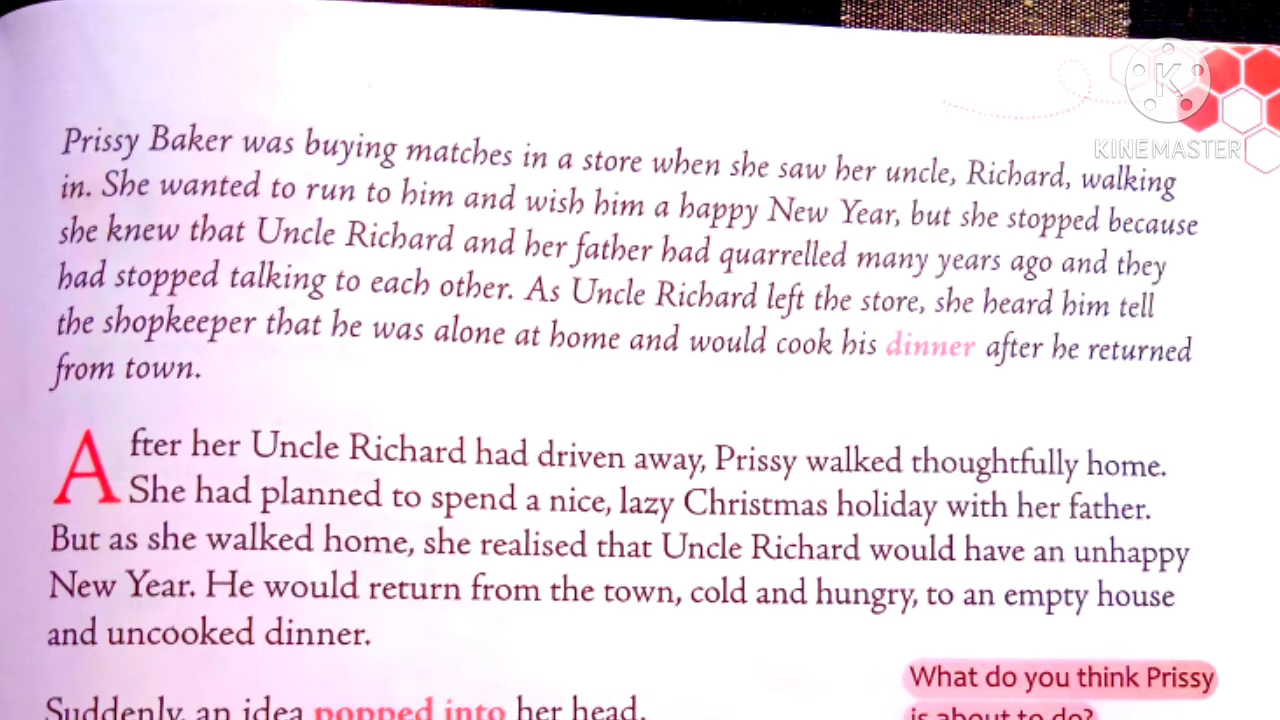 KINEMASTER
Prissy Baker was buying matches in a store when she saw her uncle, Richard, walking
in. She wanted to run to him and wish him a happy New Year, but she stopped because
she knew that Uncle Richard and her father had quarrelled many years ago and they
had stopped talking to each other. As Uncle Richard left the store, she heard him tell
the shopkeeper that he was alone at home and would cook his dinner after he returned
from town.
After her Uncle Richard had driven away, Prissy walked thoughtfully home.
She had planned to spend a nice, lazy Christmas holiday with her father.
But as she walked home, she realised that Uncle Richard would have an unhappy
New Year. He would return from the town, cold and hungry, to an empty house
and uncooked dinner.
Suddenly, an idea popped into her head.
What do you think Prissy
is about to do?